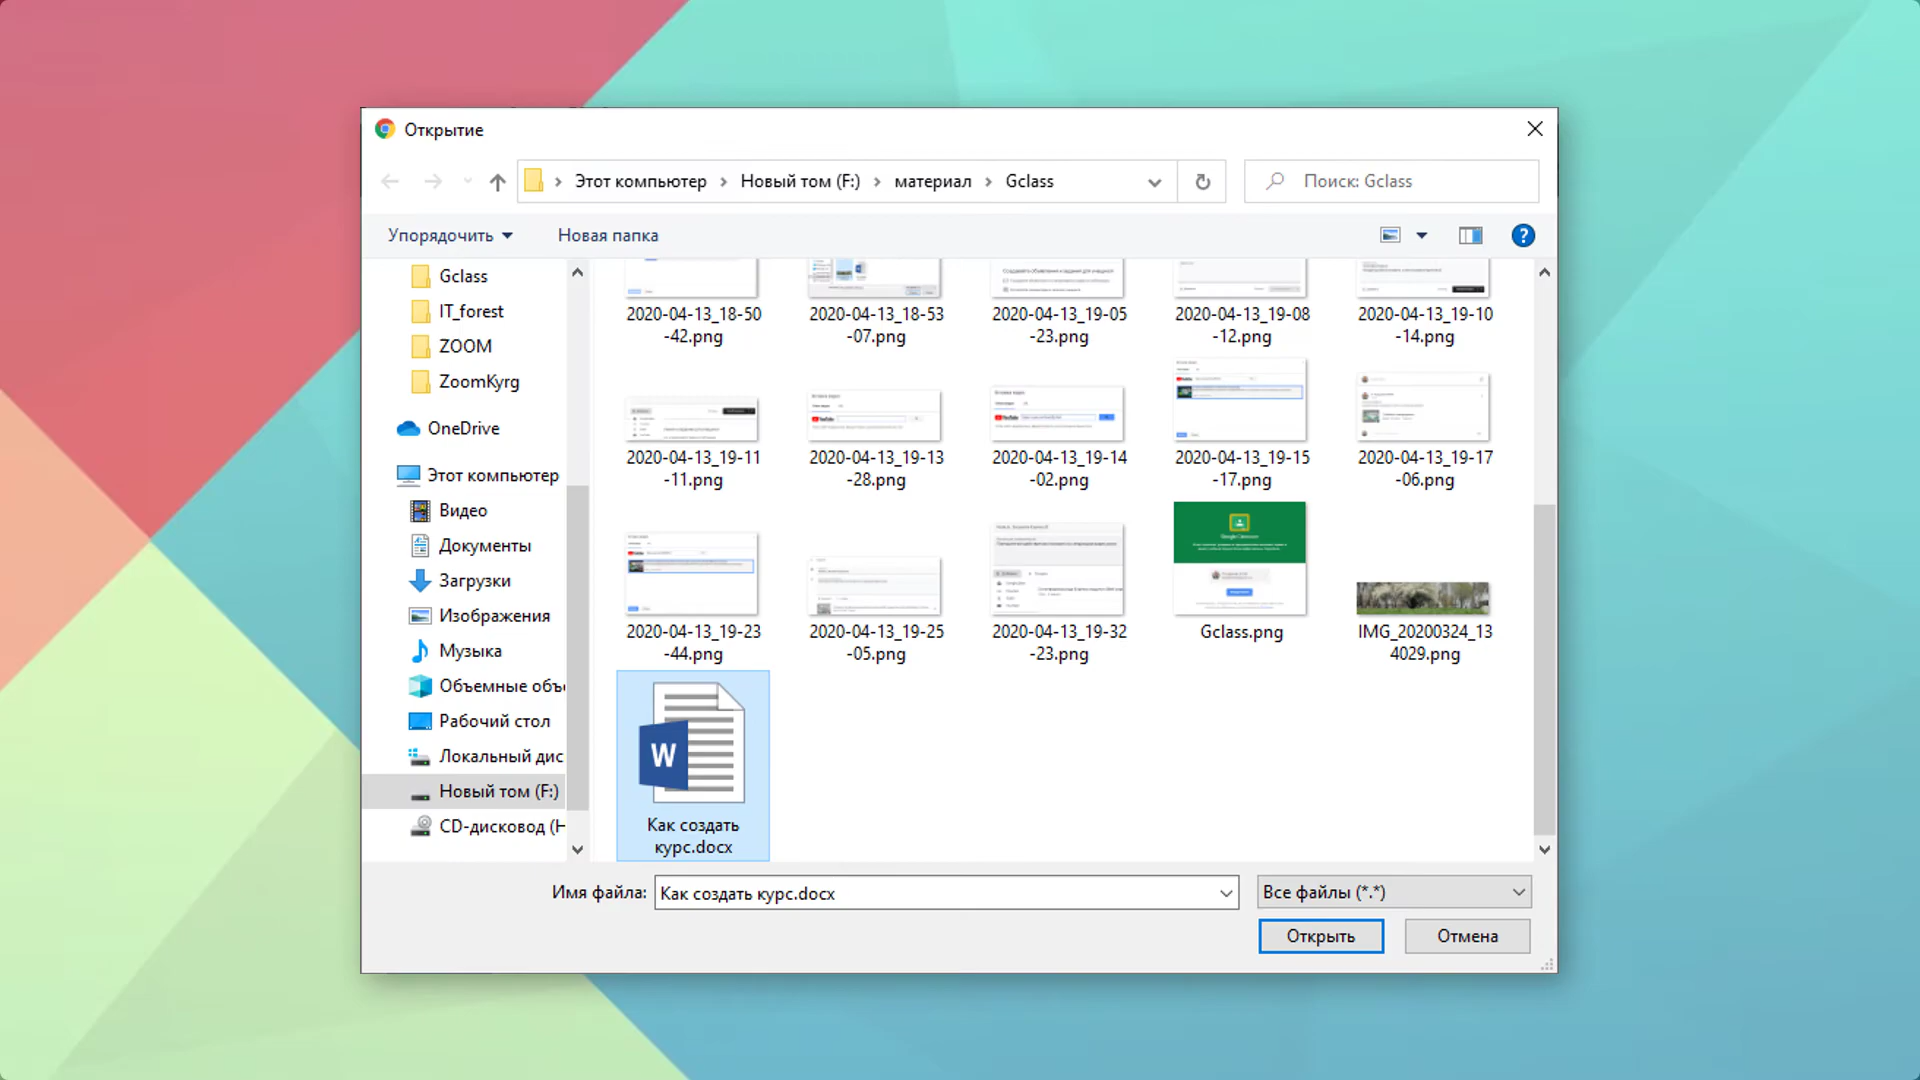 Открытие
Этот компьютер
Новый том (F:)
материал
Gclass
Поиск: Gclass
Упорядочить
Новая папка
?
Gclass
IT_forest
ZOOM
ZoomKyrg
OneDrive
Этот компьютер
Видео
Документы
Загрузки
Изображения
Музыка
Объемные объ
Рабочий стол
Локальный дис
Новый том (F:)
CD-дисковод (H
2020-04-13_18-50
-42.png
2020-04-13_18-53
-07.png
2020-04-13_19-05
-23.png
2020-04-13_19-08
-12.png
2020-04-13_19-10
-14.png
2020-04-13_19-11
-11.png
2020-04-13_19-13
-28.png
2020-04-13_19-14
-02.png
2020-04-13_19-15
-17.png
2020-04-13_19-17
-06.png
2020-04-13_19-23
-44.png
2020-04-13_19-25
-05.png
2020-04-13_19-32
-23.png
Gclass.png
IMG_20200324_13
4029.png
W
Как создать
курс.docx
Имя файла:
Как создать курс.docx
Все файлы (*.*)
Открыть
Отмена